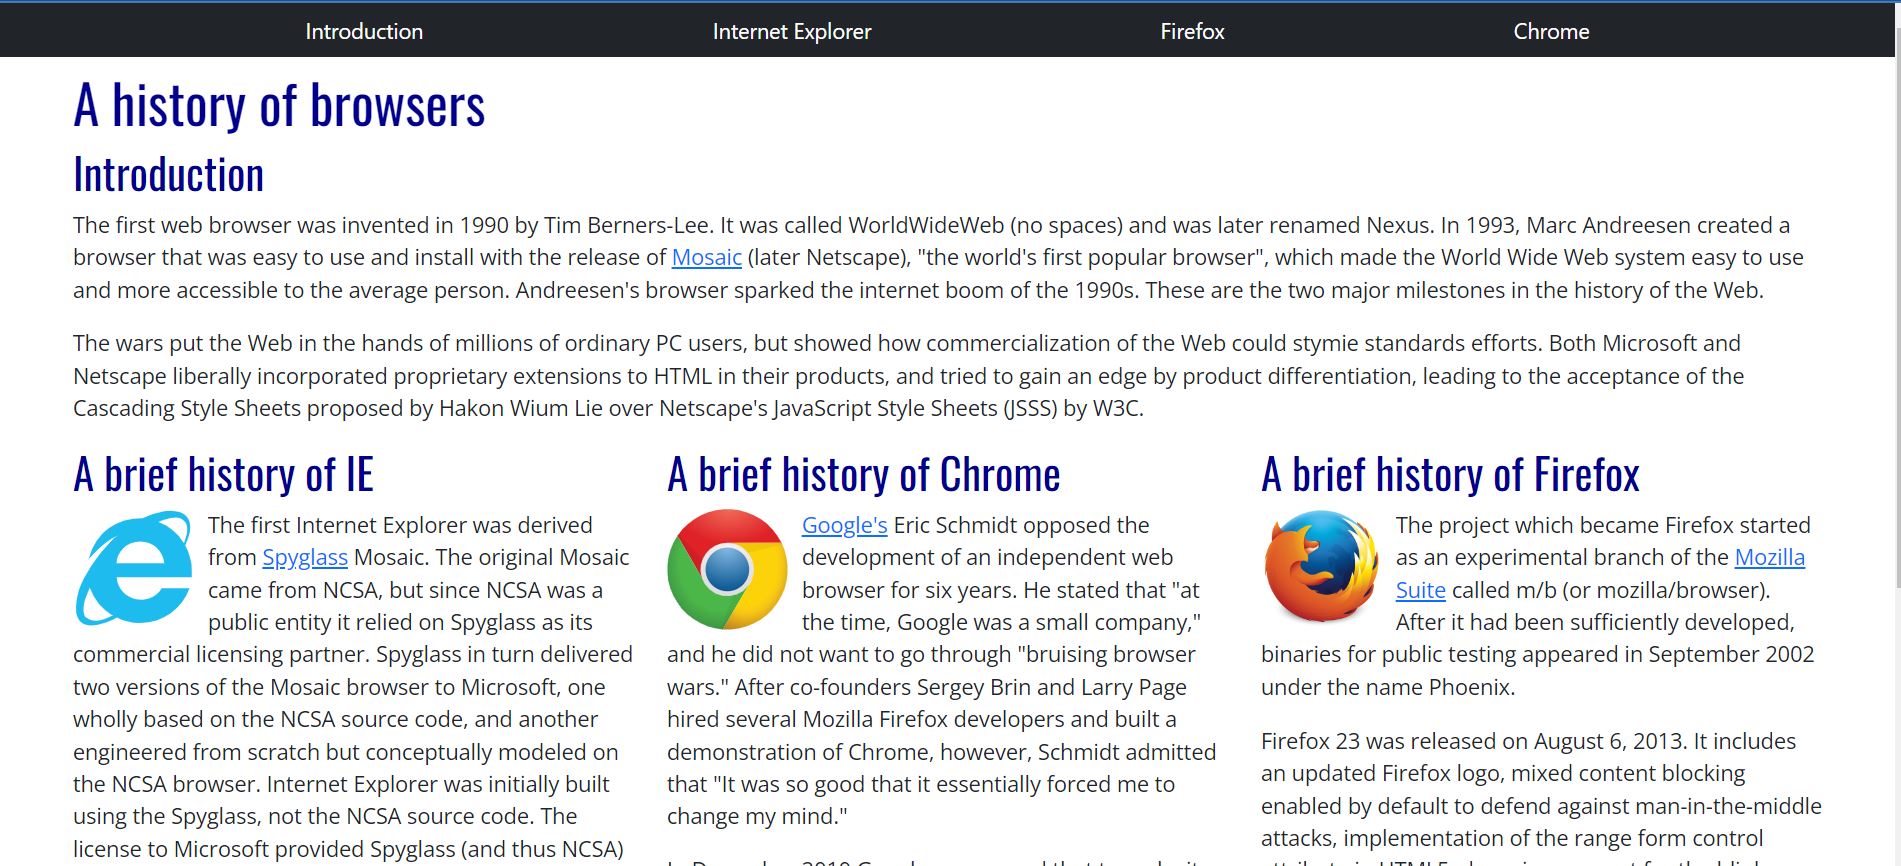 Introduction
Internet Explorer
Firefox
Chrome
A history of browsers
Introduction
The first web browser was invented in 1990 by Tim Berners-Lee. It was called WorldWideWeb (no spaces) and was later renamed Nexus. In 1993, Marc Andreesen created a
browser that was easy to use and install with the release of Mosaic (later Netscape), "the world's first popular browser", which made the World Wide Web system easy to use
and more accessible to the average person. Andreesen's browser sparked the internet boom of the 1990s. These are the two major milestones in the history of the Web.
The wars put the Web in the hands of millions of ordinary PC users, but showed how commercialization of the Web could stymie standards efforts. Both Microsoft and
Netscape liberally incorporated proprietary extensions to HTML in their products, and tried to gain an edge by product differentiation, leading to the acceptance of the
Cascading Style Sheets proposed by Hakon Wium Lie over Netscape's JavaScript Style Sheets (JSSS) by W3C.
A brief history of IE
The first Internet Explorer was derived
from Spyglass Mosaic. The original Mosaic
came from NCSA, but since NCSA was a
public entity it relied on Spyglass as its
commercial licensing partner. Spyglass in turn delivered
two versions of the Mosaic browser to Microsoft, one
wholly based on the NCSA source code, and another
engineered from scratch but conceptually modeled on
the NCSA browser. Internet Explorer was initially built
using the Spyglass, not the NCSA source code. The
license to Microsoft provided Spyglass (and thus NCSA)
A brief history of Chrome
Google's Eric Schmidt opposed the
development of an independent web
browser for six years. He stated that "at
the time, Google was a small company,"
and he did not want to go through "bruising browser
wars." After co-founders Sergey Brin and Larry Page
hired several Mozilla Firefox developers and built a
demonstration of Chrome, however, Schmidt admitted
that "It was so good that it essentially forced me to
change my mind."
A brief history of Firefox
The project which became Firefox started
as an experimental branch of the Mozilla
Suite called m/b (or mozilla/browser).
After it had been sufficiently developed,
binaries for public testing appeared in September 2002
under the name Phoenix.
Firefox 23 was released on August 6, 2013. It includes
an updated Firefox logo, mixed content blocking
enabled by default to defend against man-in-the-middle
attacks, implementation of the range form control